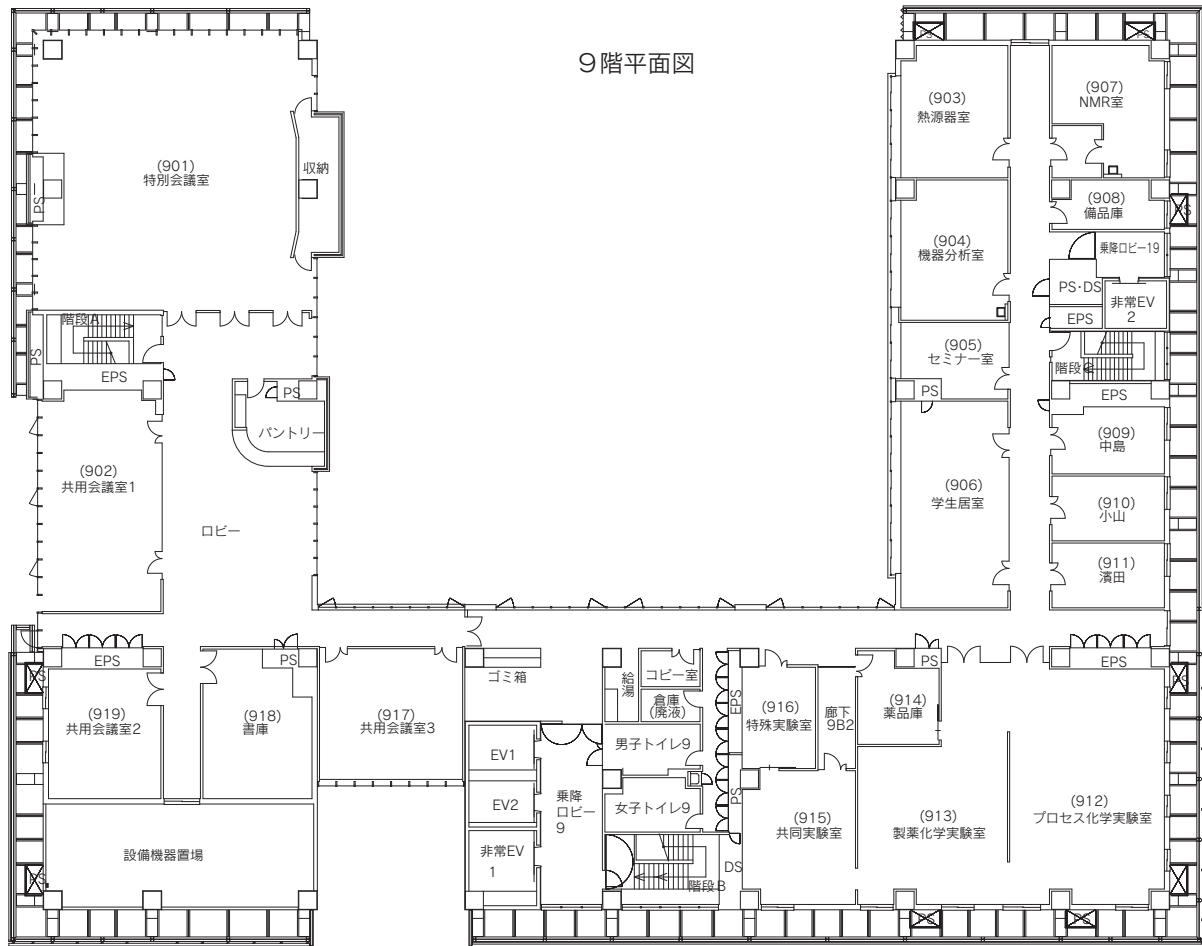 9階平面図
PS
PS
(903)
熱源器室
(907)
NMR室
(901)
特別会議室
収納
PS
(908)
備品庫
PS
(904)
機器分析室
乗降ロビー19
PS・DS
非常EV
2
EPS
階段A
PS
EPS
(905)
セミナー室
階段C
PS
EPS
PS
パントリー
(909)
中島
(902)
共用会議室1
(906)
学生居室
(910)
小山
ロビー
(911)
濱田
EPS
PS
PS
(919)
共用会議室2
(918)
書庫
(917)
共用会議室3
ゴミ箱
給湯
コピー室
倉庫
(廃液)
EPS
(916)
特殊実験室
廊下
9B2
(914)
薬品庫
PS
EPS
PS
EV1
男子トイレ9
EV2
乗降
ロビー
9
女子トイレ9
PS
(915)
共同実験室
(913)
製薬化学実験室
(912)
プロセス化学実験室
設備機器置場
非常EV
1
階段B
DS
PS
PS
PS
PS